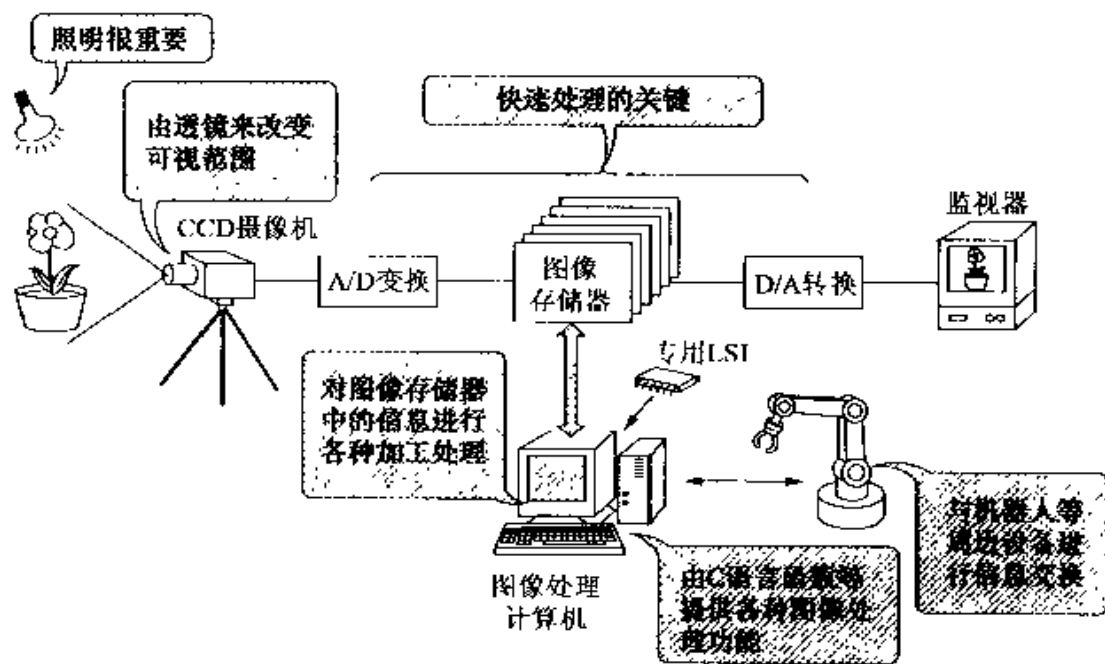 照明报重要
快速处理的关键
由透镜来改变
可视范围
CCD摄像机
监视器
A/D变换
图像
存储器
D/A转换
专用LSI
对图像存储器
中的信息进行
各种加工处理
与机器人等
周边设备进
行信息交换
图像处理
计算机
由C语言函数等
提供各种图像处
理功能